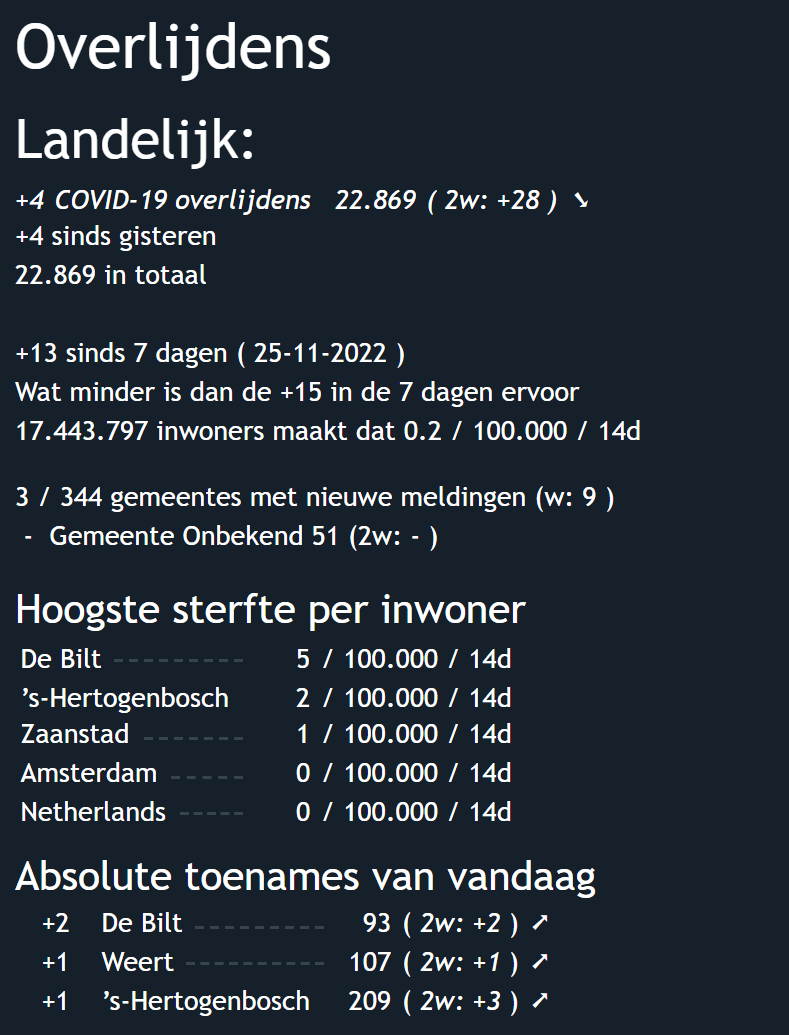 Overlijdens
Landelijk:
+4 COVID-19 overlijdens 22.869 ( 2w: +28 ) ➘
+4 sinds gisteren
22.869 in totaal
+13 sinds 7 dagen ( 25-11-2022 )
Wat minder is dan de +15 in de 7 dagen ervoor
17.443.797 inwoners maakt dat 0.2 / 100.000 / 14d
3 / 344 gemeentes met nieuwe meldingen (w: 9 )
- Gemeente Onbekend 51 (2w: - )
Hoogste sterfte per inwoner
De Bilt --------- 5 / 100.000 / 14d
’s-Hertogenbosch 2 / 100.000 / 14d
Zaanstad ------- 1 / 100.000 / 14d
Amsterdam ----- 0 / 100.000 / 14d
Netherlands ----- 0 / 100.000 / 14d
Absolute toenames van vandaag
+2 De Bilt --------- 93 ( 2w: +2 ) ➚
+1 Weert ---------- 107 ( 2w: +1 ) ➚
+1 ’s-Hertogenbosch 209 ( 2w: +3 ) ➚